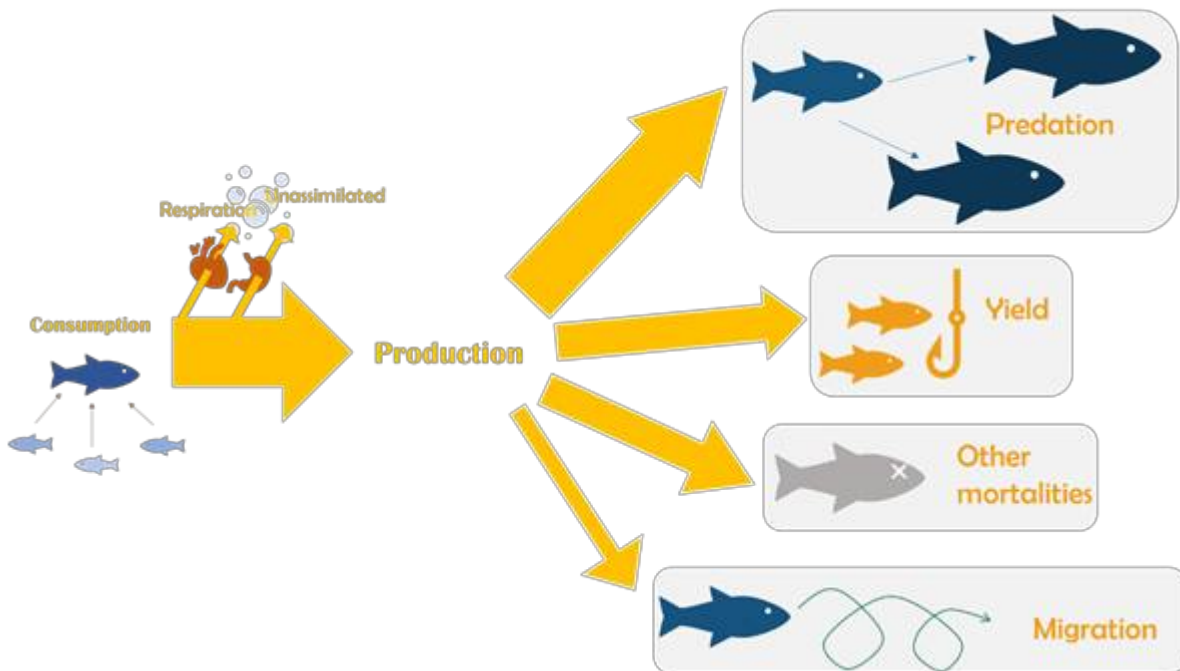 Predation
Unassimilated
Respiration
Yield
Consumption
Production
Other
mortalities
Migration